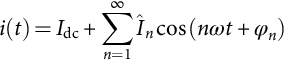 i(t) = I_dc + ∑_{n=1}^{∞} Î_n cos(nωt + φ_n)